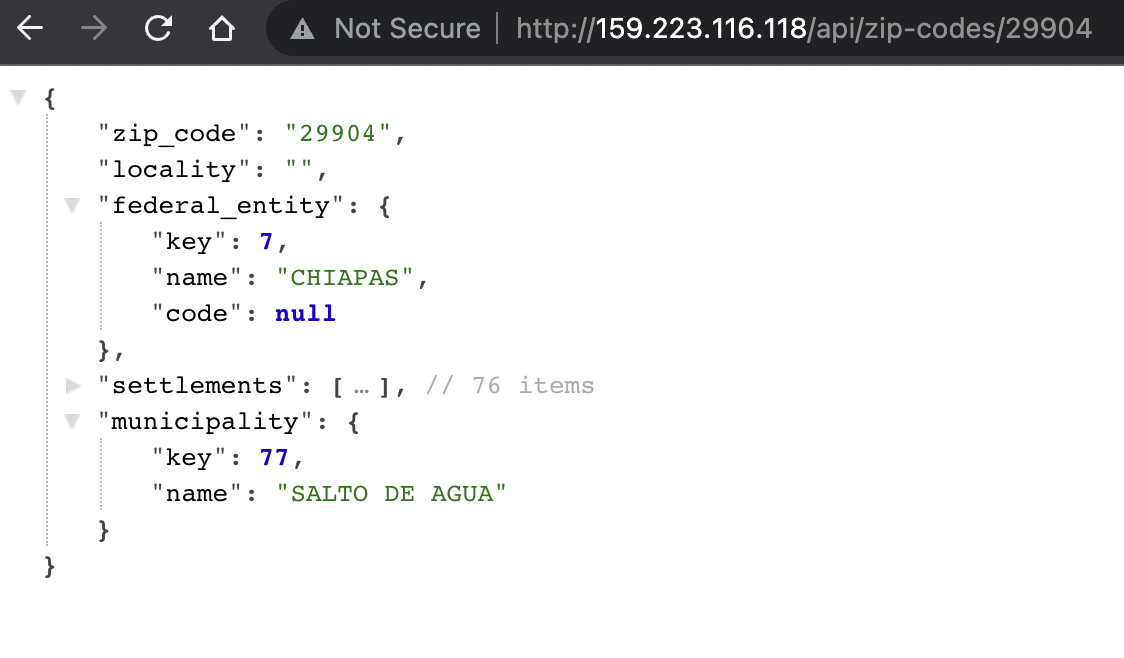 Not Secure http://159.223.116.118/api/zip-codes/29904
{
"zip_code": "29904",
"locality": "",
"federal_entity": {
"key": 7,
"name": "CHIAPAS",
"code": null
},
"settlements": [ … ], // 76 items
"municipality": {
"key": 77,
"name": "SALTO DE AGUA"
}
}